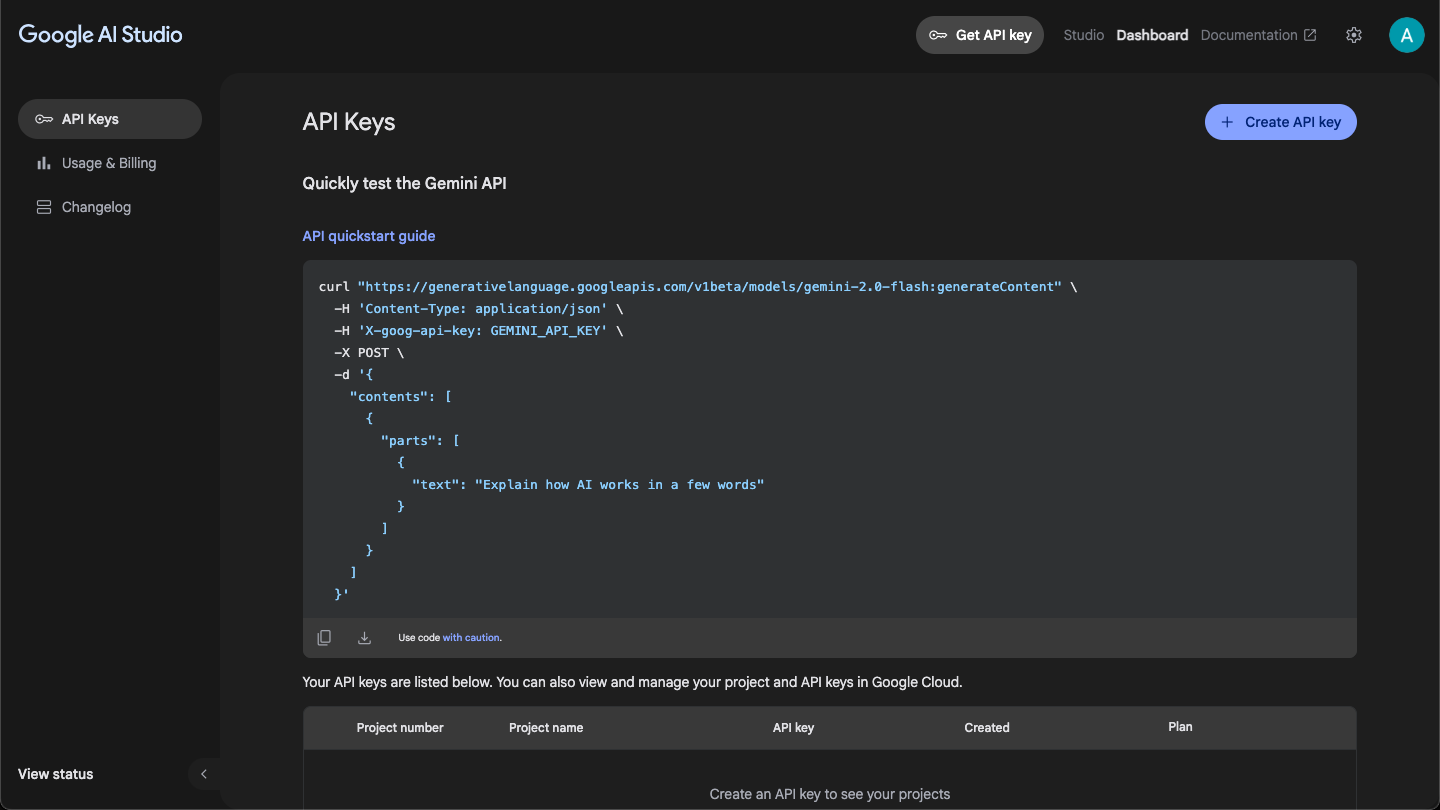 Google AI Studio
Get API key
Studio
Dashboard
Documentation
A
API Keys
Usage & Billing
Changelog
API Keys
Create API key
Quickly test the Gemini API
API quickstart guide
curl "https://generativelanguage.googleapis.com/v1beta/models/gemini-2.0-flash:generateContent" \
  -H 'Content-Type: application/json' \
  -H 'X-goog-api-key: GEMINI_API_KEY' \
  -X POST \
  -d '{
    "contents": [
      {
        "parts": [
          {
            "text": "Explain how AI works in a few words"
          }
        ]
      }
    ]
  }'
Use code with caution.
Your API keys are listed below. You can also view and manage your project and API keys in Google Cloud.
Project number Project name API key Created Plan
Create an API key to see your projects
View status